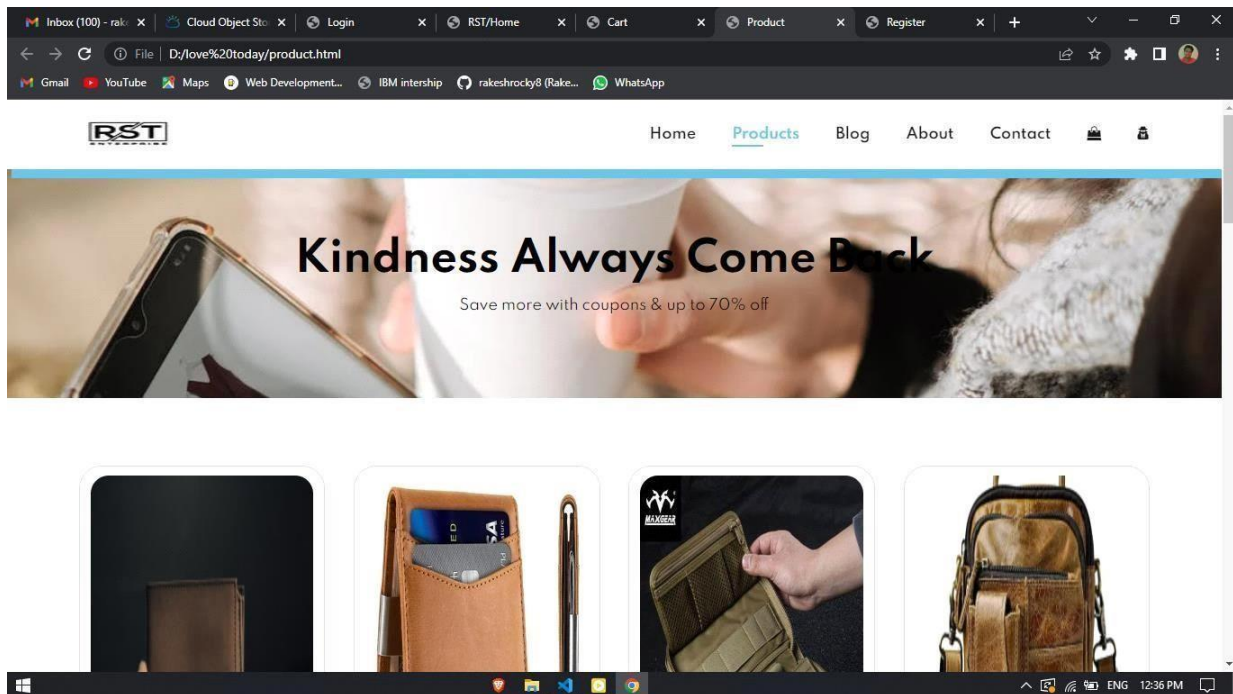 Inbox (100) - rak
Cloud Object Sto
Login
RST/Home
Cart
Product
Register
File
D:/love%20today/product.html
Gmail
YouTube
Maps
Web Development...
IBM intership
rakeshrocky8 (Rake...
WhatsApp
RST
ENTERPRISE
Home
Products
Blog
About
Contact
Kindness Always Come Back
Save more with coupons & up to 70% off
MAXGEAR
ENG
12:36 PM